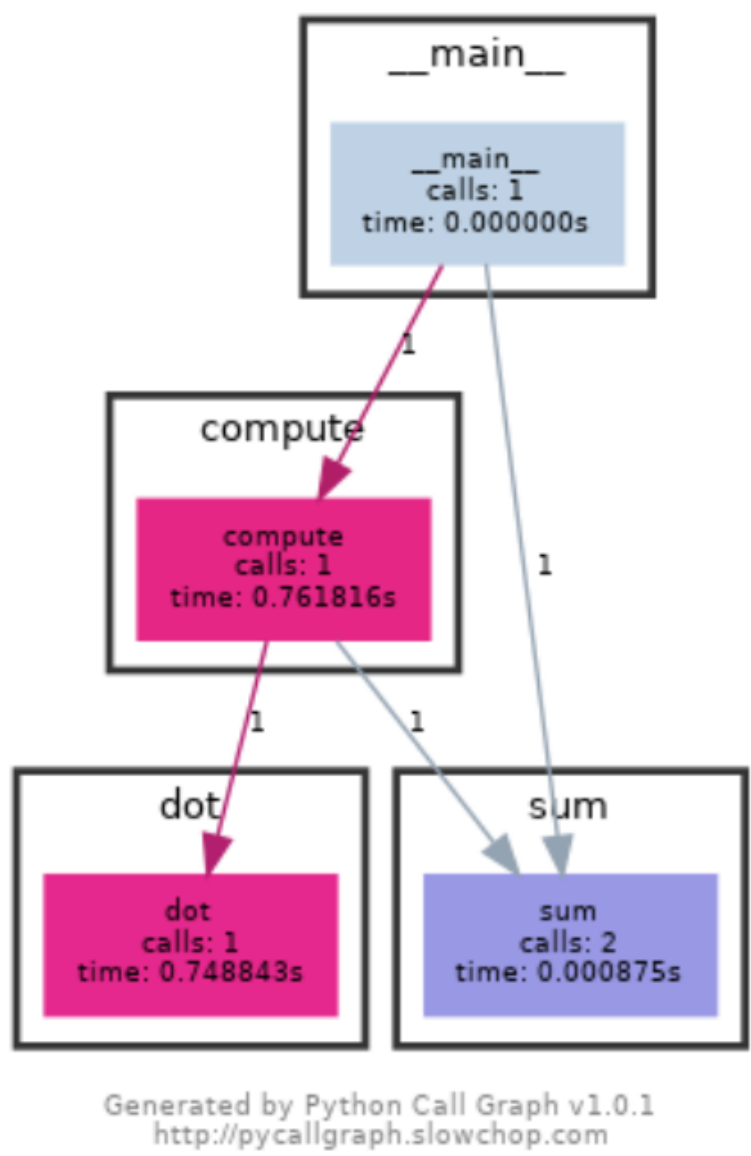 __main__
__main__
calls: 1
time: 0.000000s
1
compute
compute
calls: 1
time: 0.761816s
1
1
1
dot
dot
calls: 1
time: 0.748843s
sum
sum
calls: 2
time: 0.000875s
Generated by Python Call Graph v1.0.1
http://pycallgraph.slowchop.com